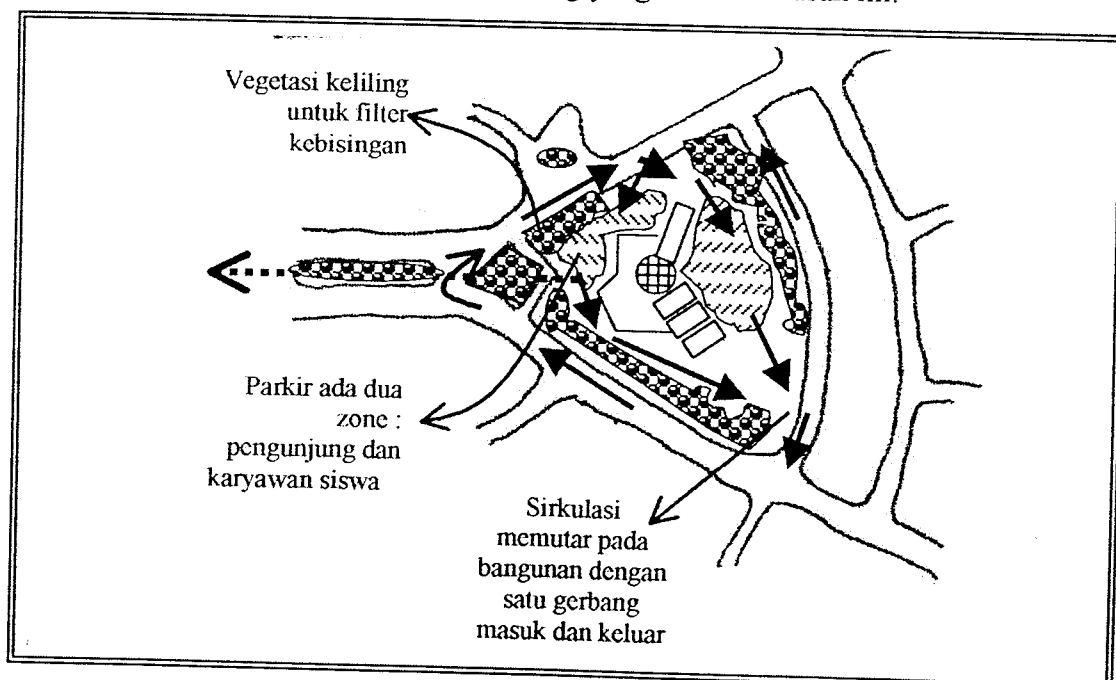 Vegetasi keliling
untuk filter
kebisingan
Parkir ada dua
zone :
pengunjung dan
karyawan siswa
Sirkulasi
memutar pada
bangunan dengan
satu gerbang
masuk dan keluar